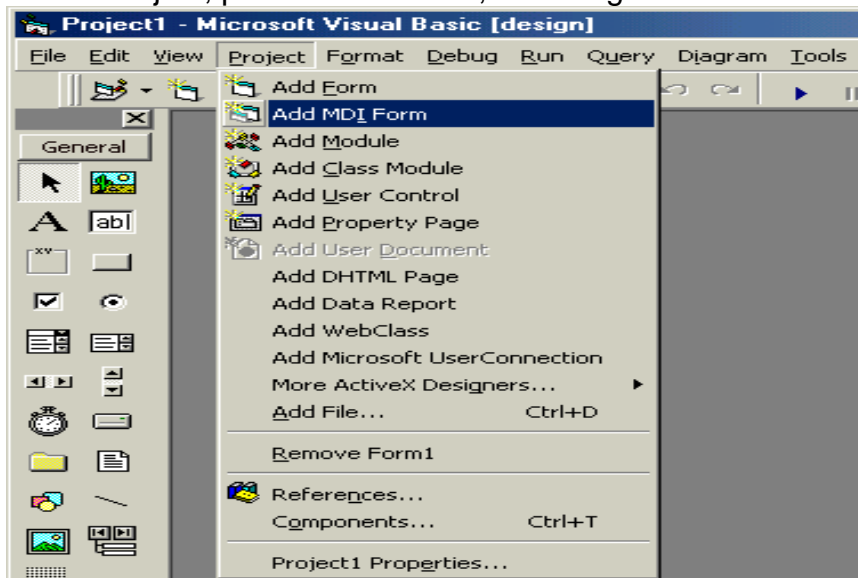 Project1 - Microsoft Visual Basic [design]
File Edit View Project Format Debug Run Query Diagram Tools
General
Add Form
Add MDI Form
Add Module
Add Class Module
Add User Control
Add Property Page
Add User Document
Add DHTML Page
Add Data Report
Add WebClass
Add Microsoft UserConnection
More ActiveX Designers...
Add File... Ctrl+D
Remove Form1
References...
Components... Ctrl+T
Project1 Properties...
A
ab|
xy